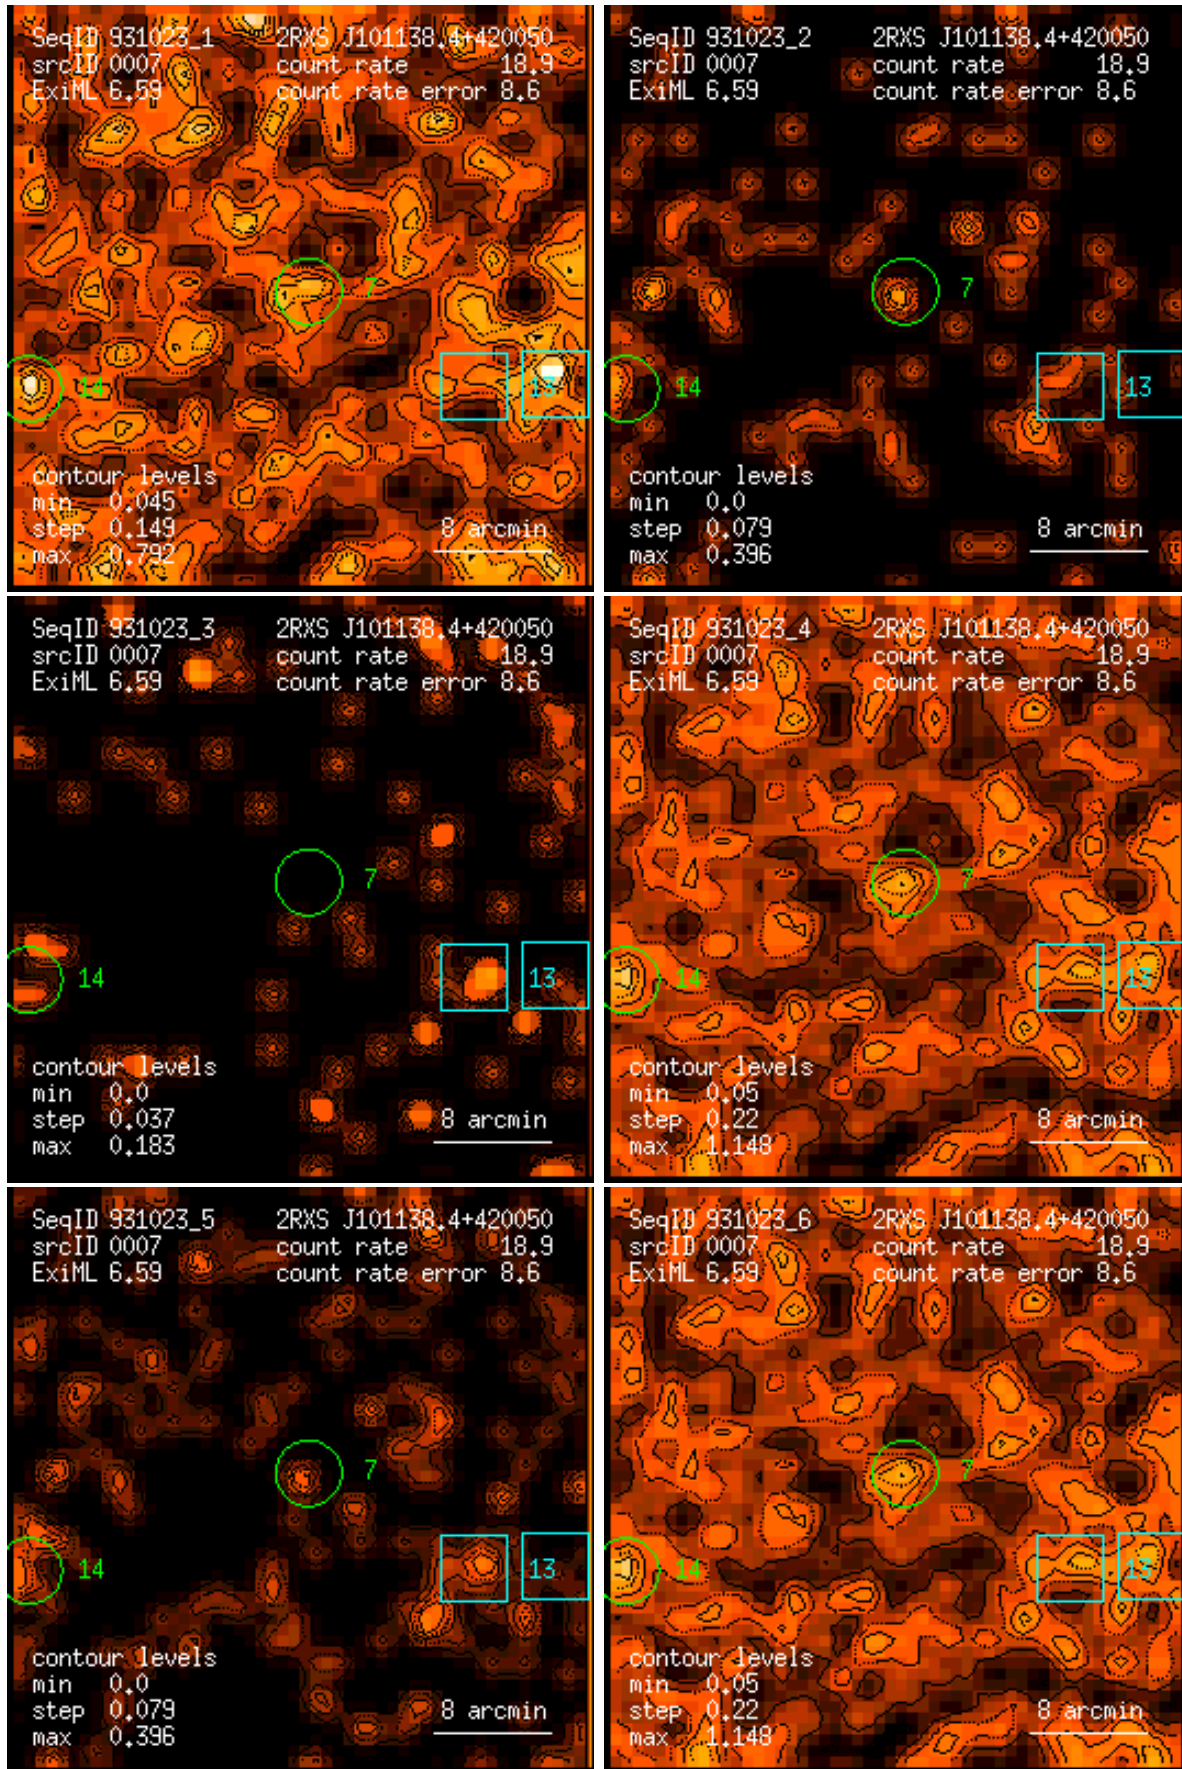 SeqID 931023_1 2RXS J101138.4+420050
srcID 0007 count rate 18.9
ExiML 6.59 count rate error 8.6
7
14
13
contour levels
min 0.045
step 0.149 8 arcmin
max 0.792
SeqID 931023_2 2RXS J101138.4+420050
srcID 0007 count rate 18.9
ExiML 6.59 count rate error 8.6
7
14
13
contour levels
min 0.0
step 0.079 8 arcmin
max 0.396
SeqID 931023_3 2RXS J101138.4+420050
srcID 0007 count rate 18.9
ExiML 6.59 count rate error 8.6
7
14
13
contour levels
min 0.0
step 0.037 8 arcmin
max 0.183
SeqID 931023_4 2RXS J101138.4+420050
srcID 0007 count rate 18.9
ExiML 6.59 count rate error 8.6
7
14
13
contour levels
min 0.05
step 0.22 8 arcmin
max 1.148
SeqID 931023_5 2RXS J101138.4+420050
srcID 0007 count rate 18.9
ExiML 6.59 count rate error 8.6
7
14
13
contour levels
min 0.0
step 0.079 8 arcmin
max 0.396
SeqID 931023_6 2RXS J101138.4+420050
srcID 0007 count rate 18.9
ExiML 6.59 count rate error 8.6
7
14
13
contour levels
min 0.05
step 0.22 8 arcmin
max 1.148